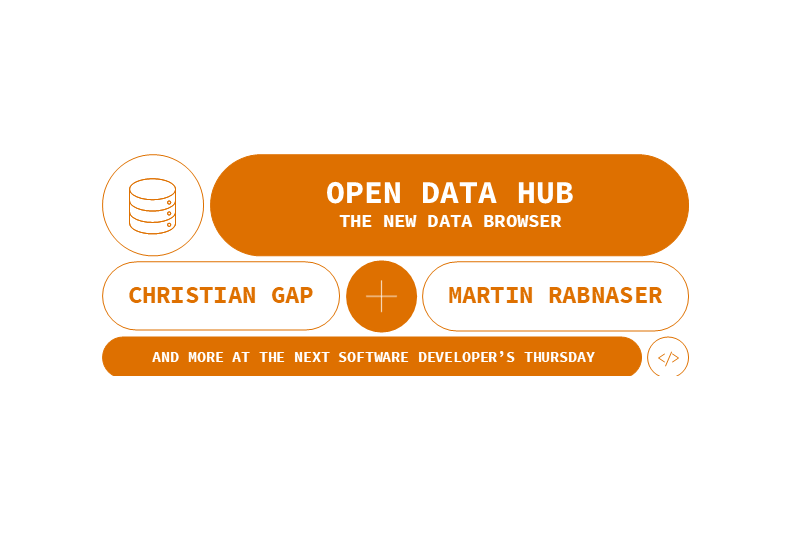 OPEN DATA HUB
THE NEW DATA BROWSER
CHRISTIAN GAP
MARTIN RABNASER
AND MORE AT THE NEXT SOFTWARE DEVELOPER’S THURSDAY
</>